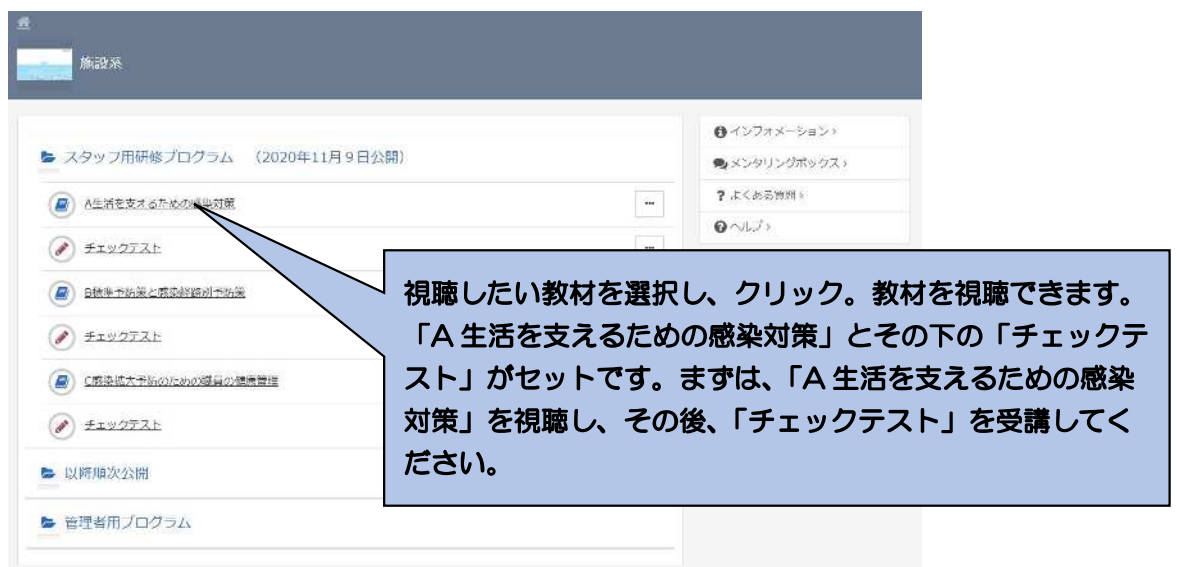 施設系
スタッフ用研修プログラム （2020年11月9日公開）
A生活を支えるための感染対策
チェックテスト
B標準予防策と感染経路別予防策
チェックテスト
C感染拡大予防のための職員の健康管理
チェックテスト
以降順次公開
管理者用プログラム
インフォメーション
メンタリングボックス
よくある質問
ヘルプ
視聴したい教材を選択し、クリック。教材を視聴できます。
「A 生活を支えるための感染対策」とその下の「チェックテ
スト」がセットです。まずは、「A 生活を支えるための感染
対策」を視聴し、その後、「チェックテスト」を受講してく
ださい。